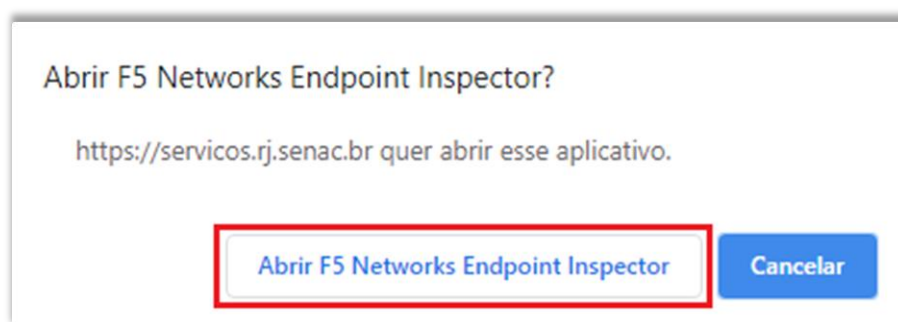 Abrir F5 Networks Endpoint Inspector?
https://servicos.rj.senac.br quer abrir esse aplicativo.
Abrir F5 Networks Endpoint Inspector
Cancelar